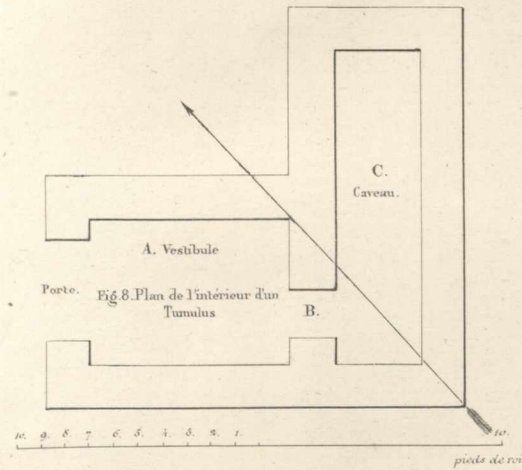 C.
Caveau.
A. Vestibule
Porte.
Fig. 8. Plan de l'intérieur d'un
Tumulus
B.
10. 9. 8. 7. 6. 5. 4. 3. 2. 1. 10.
pieds de roi